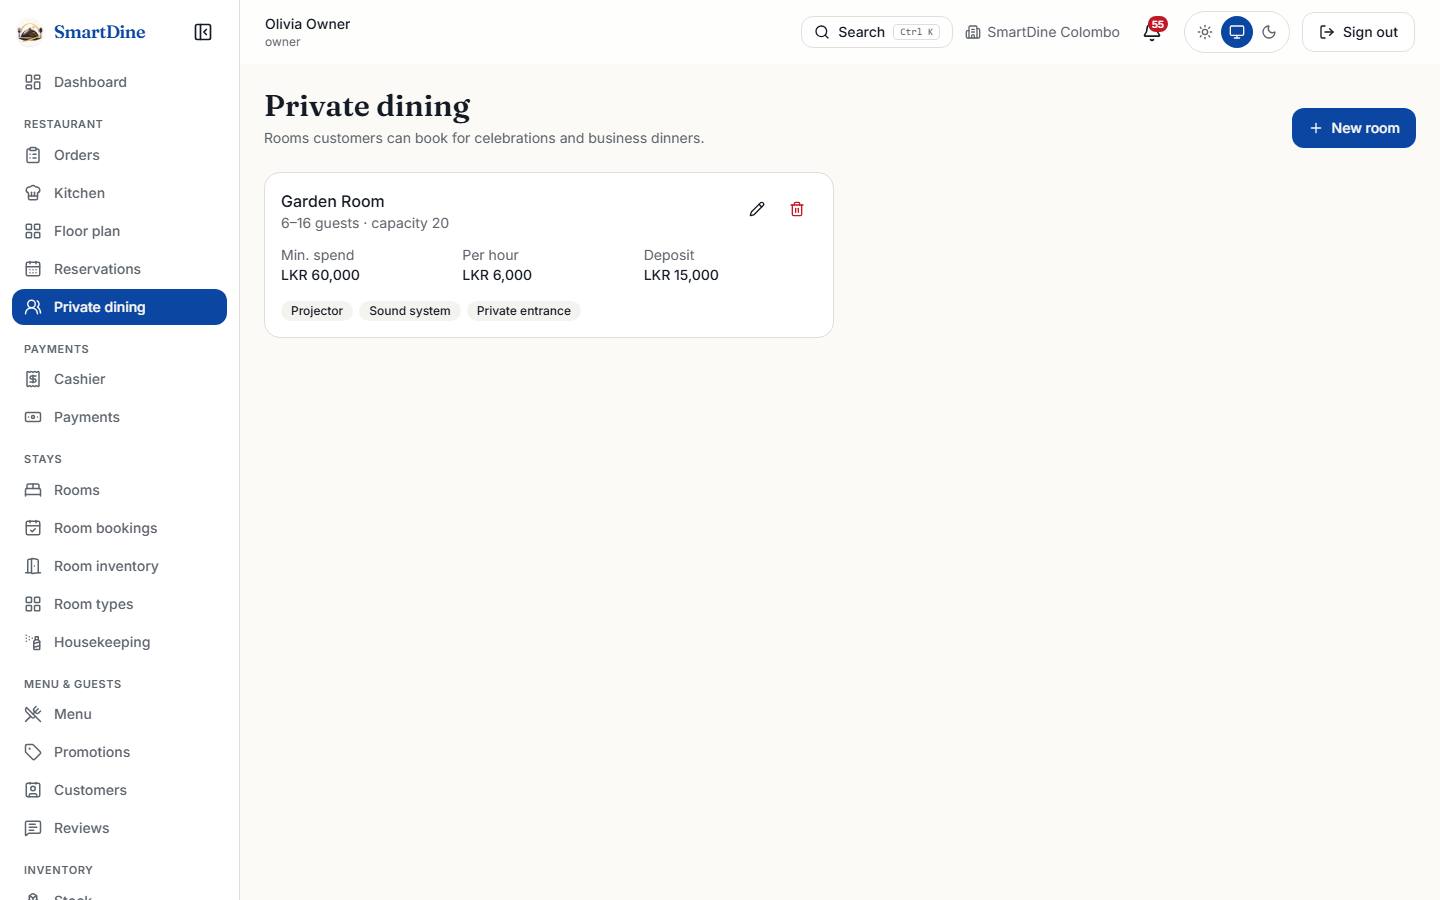 SmartDine
Dashboard
RESTAURANT
Orders
Kitchen
Floor plan
Reservations
Private dining
PAYMENTS
Cashier
Payments
STAYS
Rooms
Room bookings
Room inventory
Room types
Housekeeping
MENU & GUESTS
Menu
Promotions
Customers
Reviews
INVENTORY
Stock
Olivia Owner
owner
Search Ctrl K
SmartDine Colombo
55
Sign out
Private dining
Rooms customers can book for celebrations and business dinners.
New room
Garden Room
6–16 guests · capacity 20
Min. spend Per hour Deposit
LKR 60,000 LKR 6,000 LKR 15,000
Projector Sound system Private entrance